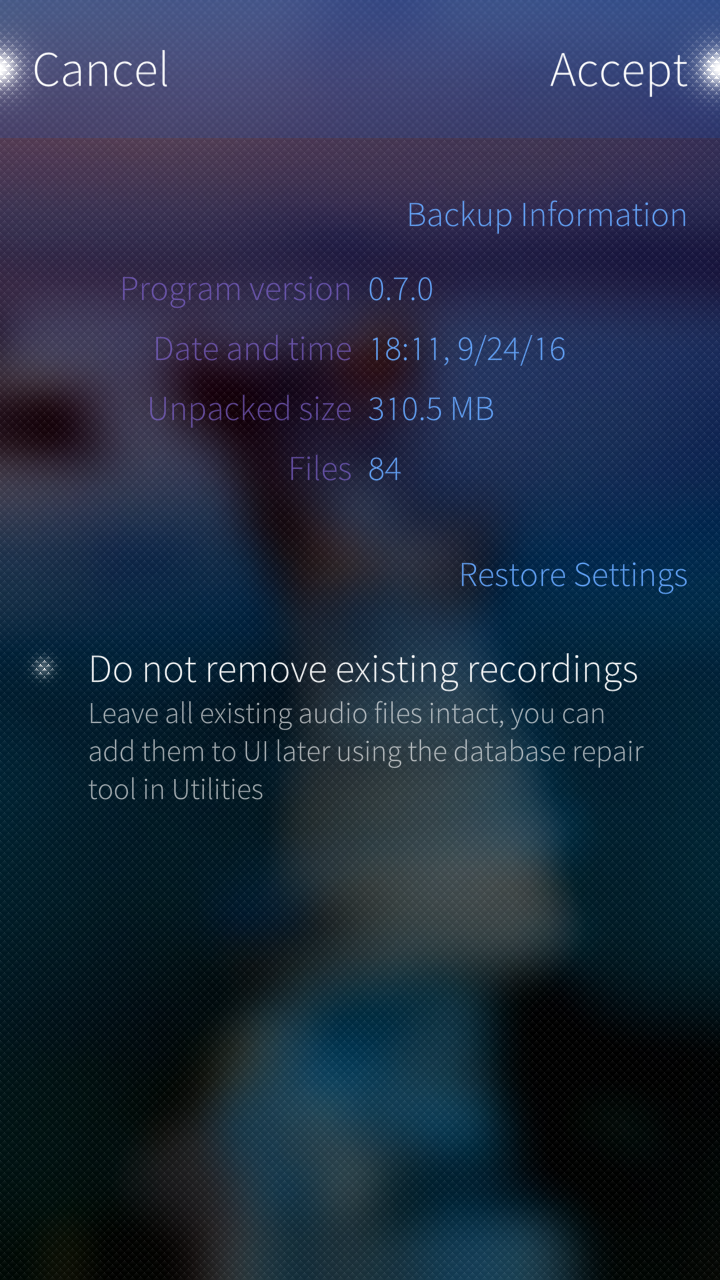 Cancel Accept
Backup Information
Program version 0.7.0
Date and time 18:11, 9/24/16
Unpacked size 310.5 MB
Files 84
Restore Settings
Do not remove existing recordings
Leave all existing audio files intact, you can
add them to UI later using the database repair
tool in Utilities